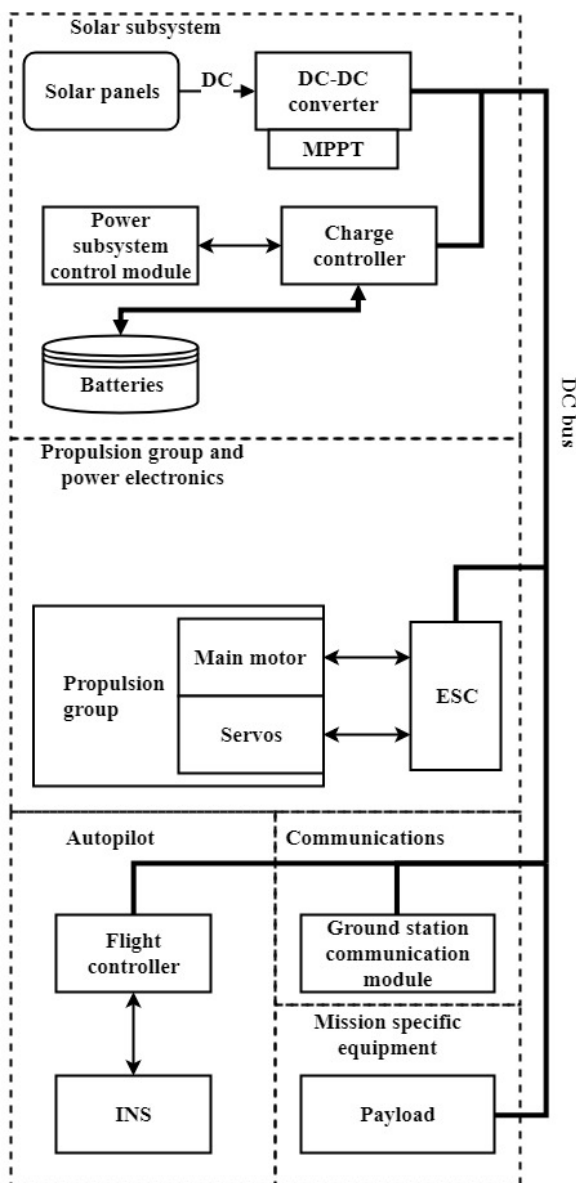 Solar subsystem
Solar panels
DC
DC-DC
converter
MPPT
Power
subsystem
control module
Charge
controller
Batteries
DC bus
Propulsion group and
power electronics
Propulsion
group
Main motor
Servos
ESC
Autopilot
Communications
Flight
controller
Ground station
communication
module
Mission specific
equipment
INS
Payload